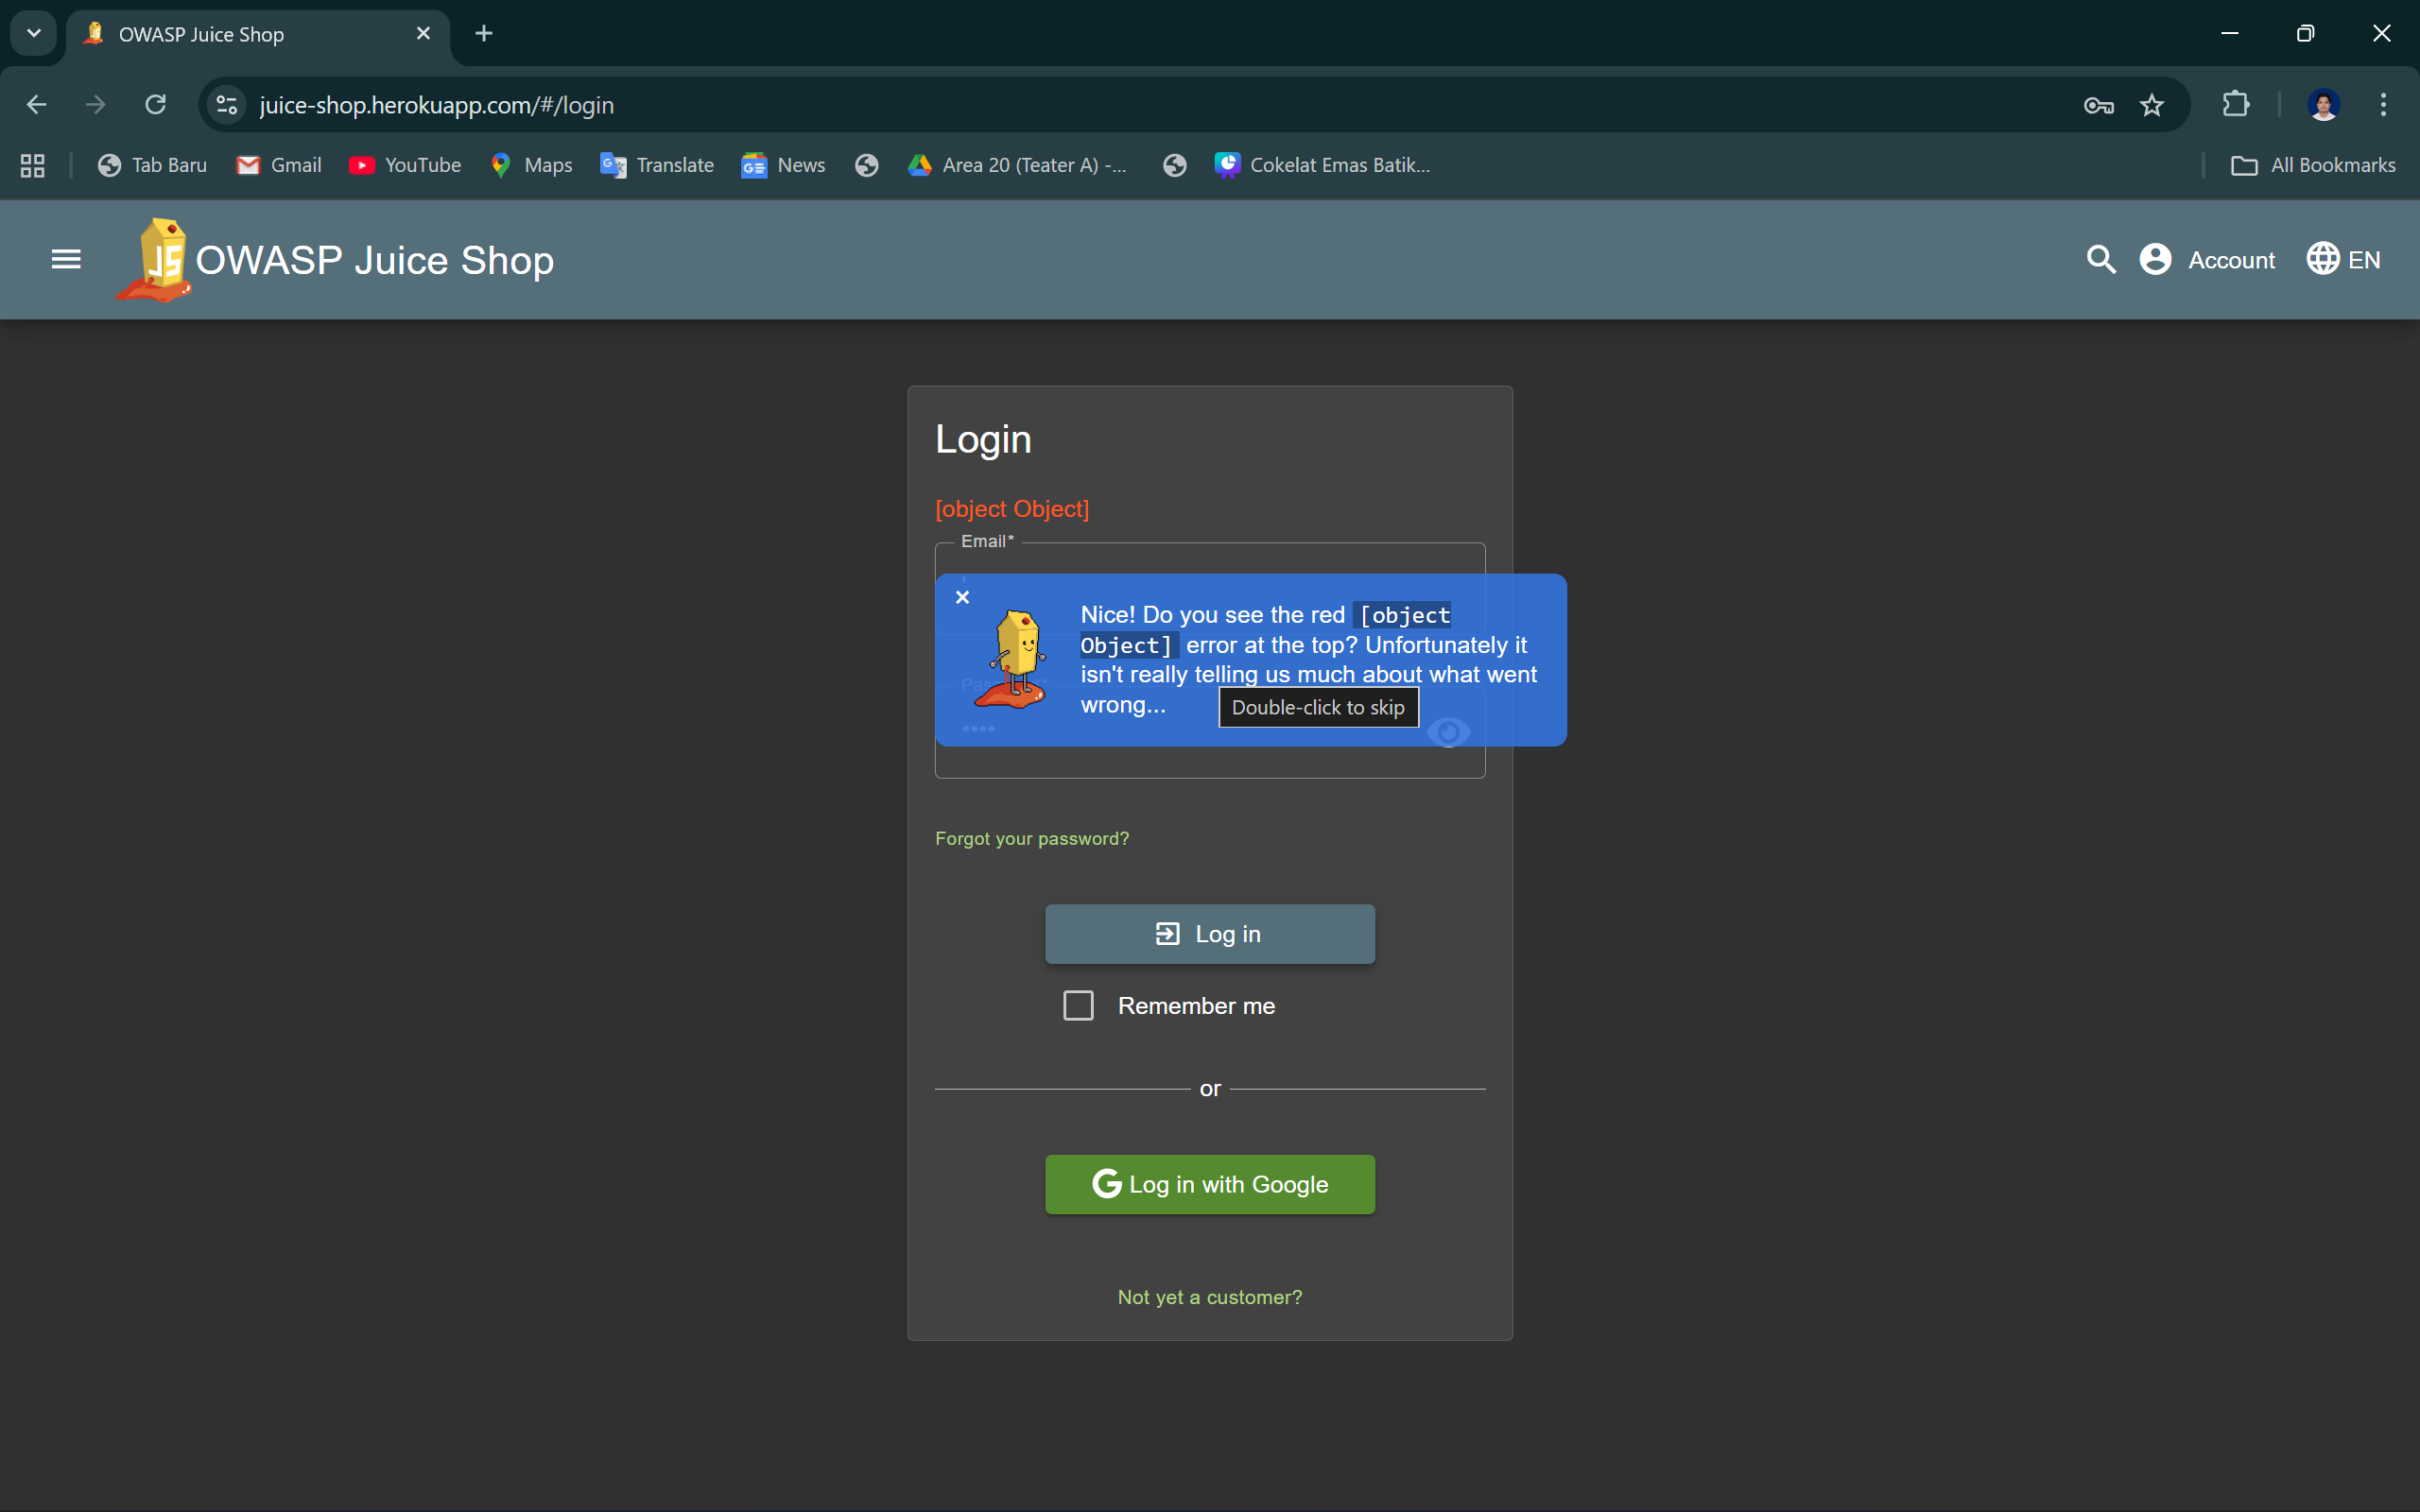 OWASP Juice Shop
juice-shop.herokuapp.com/#/login
Tab Baru Gmail YouTube Maps Translate News Area 20 (Teater A) -... Cokelat Emas Batik... All Bookmarks
JS OWASP Juice Shop Account EN
Login
[object Object]
Email*
Nice! Do you see the red [object
Object] error at the top? Unfortunately it
isn't really telling us much about what went
wrong...
Double-click to skip
Forgot your password?
Log in
Remember me
or
G Log in with Google
Not yet a customer?